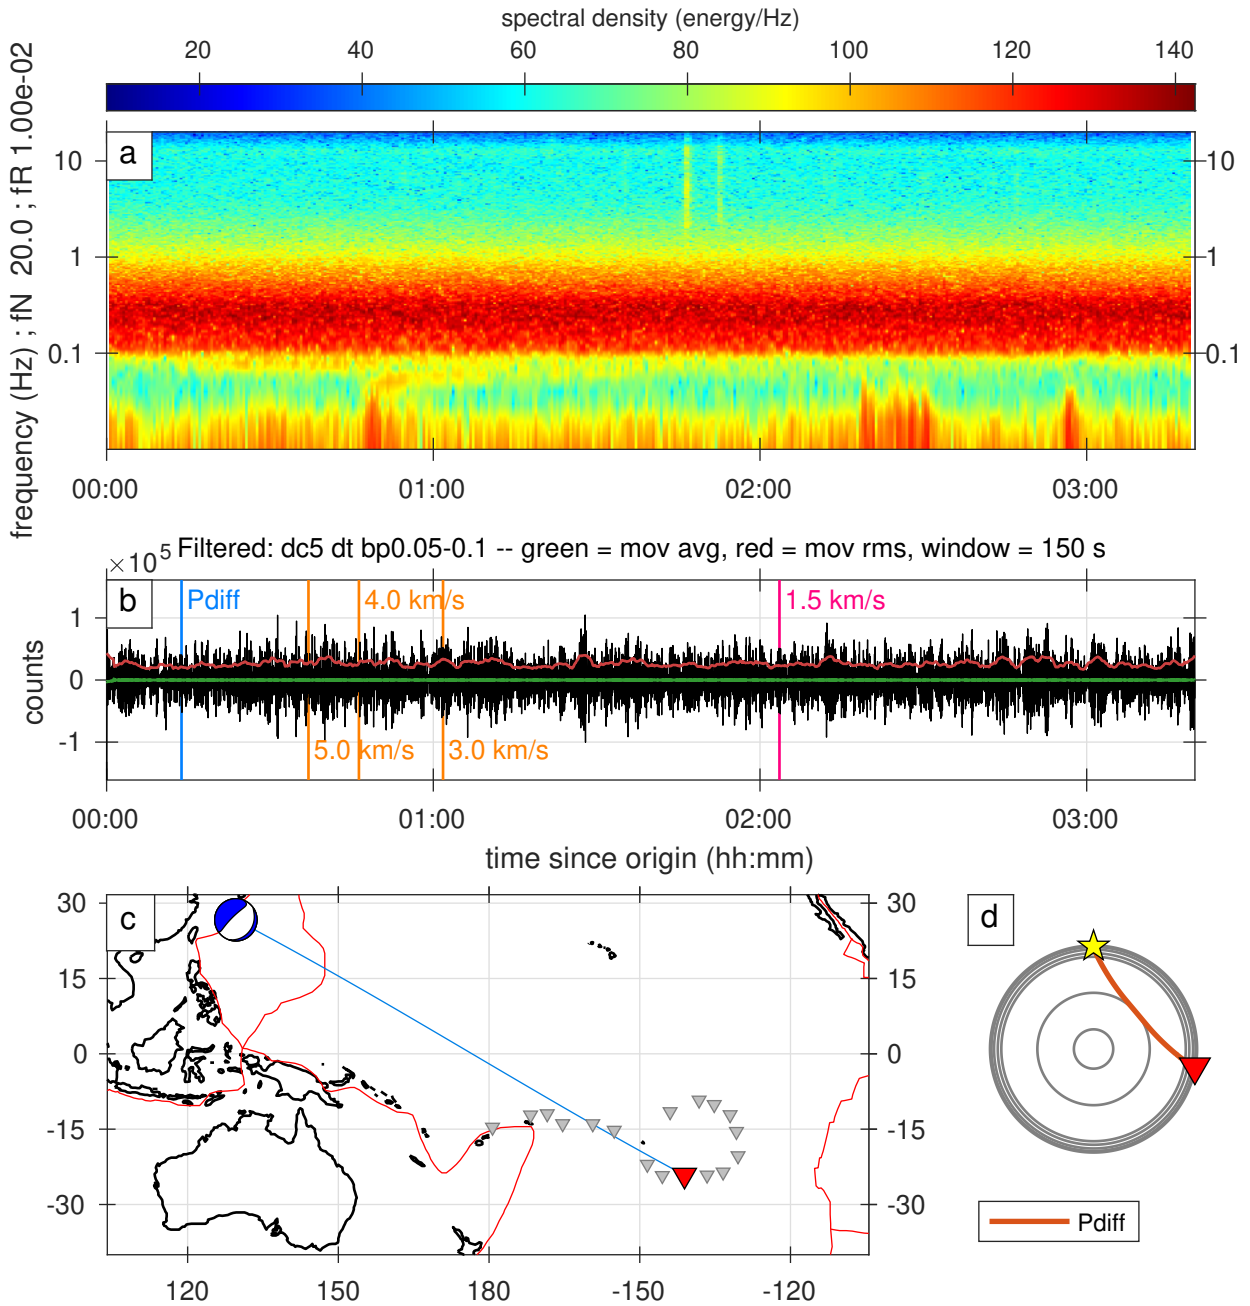 spectral density (energy/Hz)
20 40 60 80 100 120 140
frequency (Hz) ; fN 20.0 ; fR 1.00e-02
a
10 10
1 1
0.1 0.1
00:00 01:00 02:00 03:00
×10^5 Filtered: dc5 dt bp0.05-0.1 -- green = mov avg, red = mov rms, window = 150 s
b
Pdiff 4.0 km/s 1.5 km/s
counts
1
0
-1
5.0 km/s 3.0 km/s
00:00 01:00 02:00 03:00
time since origin (hh:mm)
c
30 30
15 15
0 0
-15 -15
-30 -30
120 150 180 -150 -120
d
Pdiff